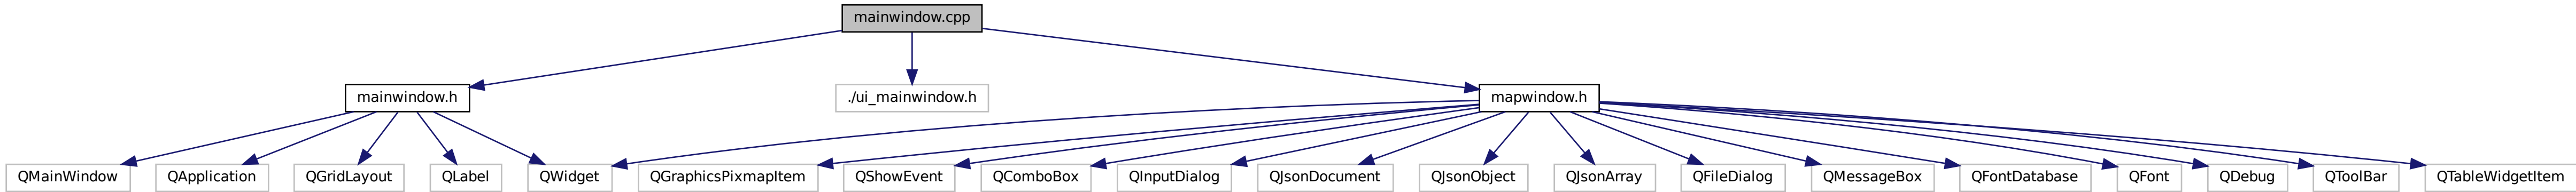 mainwindow.cpp
mainwindow.h
./ui_mainwindow.h
mapwindow.h
QMainWindow
QApplication
QGridLayout
QLabel
QWidget
QGraphicsPixmapItem
QShowEvent
QComboBox
QInputDialog
QJsonDocument
QJsonObject
QJsonArray
QFileDialog
QMessageBox
QFontDatabase
QFont
QDebug
QToolBar
QTableWidgetItem